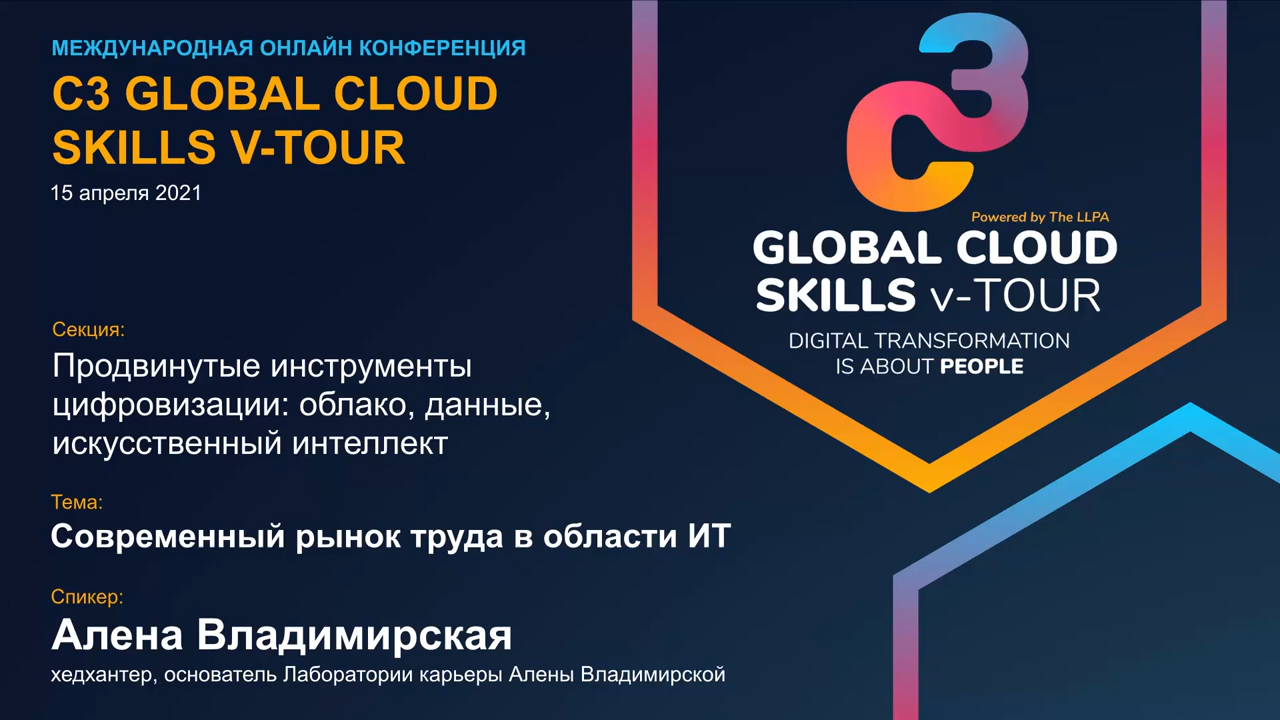 МЕЖДУНАРОДНАЯ ОНЛАЙН КОНФЕРЕНЦИЯ
C3 GLOBAL CLOUD
SKILLS V-TOUR
15 апреля 2021
Секция:
Продвинутые инструменты
цифровизации: облако, данные,
искусственный интеллект
Тема:
Современный рынок труда в области ИТ
Спикер:
Алена Владимирская
хедхантер, основатель Лаборатории карьеры Алены Владимирской
c3
Powered by The LLPA
GLOBAL CLOUD
SKILLS v-TOUR
DIGITAL TRANSFORMATION
IS ABOUT PEOPLE